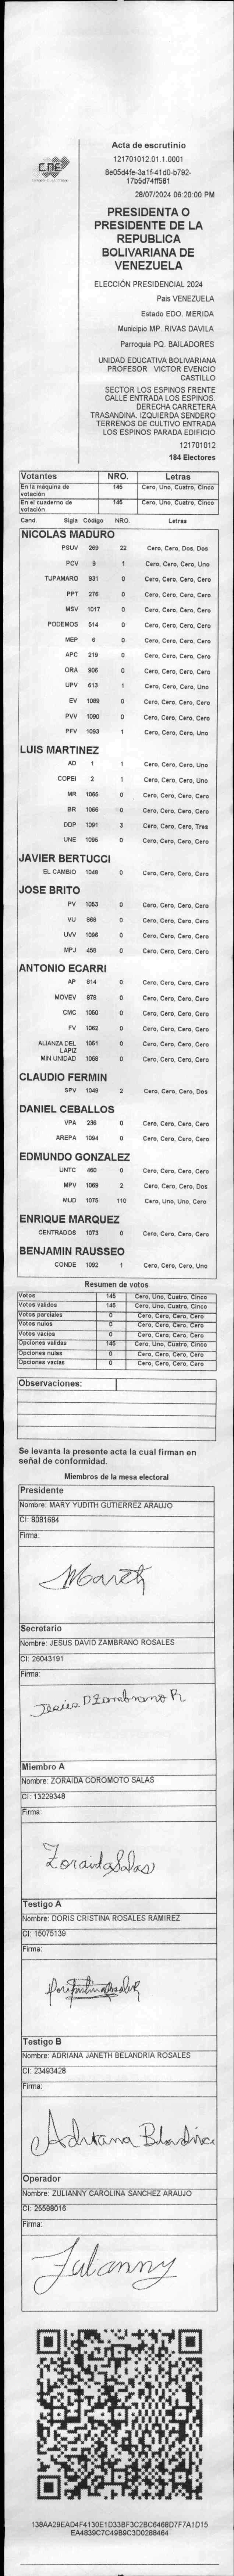 CNE
Acta de escrutinio
121701012.01.1.0001
8e05d4fe-3a1f-41d0-b792-
17b5d74ff581
28/07/2024 06:20:00 PM
PRESIDENTA O
PRESIDENTE DE LA
REPUBLICA
BOLIVARIANA DE
VENEZUELA
ELECCIÓN PRESIDENCIAL 2024
Pais VENEZUELA
Estado EDO. MERIDA
Municipio MP. RIVAS DAVILA
Parroquia PQ. BAILADORES
UNIDAD EDUCATIVA BOLIVARIANA
PROFESOR VICTOR EVENCIO
CASTILLO
SECTOR LOS ESPINOS FRENTE
CALLE ENTRADA LOS ESPINOS.
DERECHA CARRETERA
TRASANDINA. IZQUIERDA SENDERO
TERRENOS DE CULTIVO ENTRADA
LOS ESPINOS PARADA EDIFICIO
121701012
184 Electores
Votantes NRO. Letras
En la máquina de votación 145 Cero, Uno, Cuatro, Cinco
En el cuaderno de votación 145 Cero, Uno, Cuatro, Cinco
Cand. Sigla Código NRO. Letras
NICOLAS MADURO
PSUV 269 22 Cero, Cero, Dos, Dos
PCV 9 1 Cero, Cero, Cero, Uno
TUPAMARO 931 0 Cero, Cero, Cero, Cero
PPT 276 0 Cero, Cero, Cero, Cero
MSV 1017 0 Cero, Cero, Cero, Cero
PODEMOS 514 0 Cero, Cero, Cero, Cero
MEP 6 0 Cero, Cero, Cero, Cero
APC 219 0 Cero, Cero, Cero, Cero
ORA 906 0 Cero, Cero, Cero, Cero
UPV 513 1 Cero, Cero, Cero, Uno
EV 1089 0 Cero, Cero, Cero, Cero
PVV 1090 0 Cero, Cero, Cero, Cero
PFV 1093 1 Cero, Cero, Cero, Uno
LUIS MARTINEZ
AD 1 1 Cero, Cero, Cero, Uno
COPEI 2 1 Cero, Cero, Cero, Uno
MR 1065 0 Cero, Cero, Cero, Cero
BR 1066 0 Cero, Cero, Cero, Cero
DDP 1091 3 Cero, Cero, Cero, Tres
UNE 1095 0 Cero, Cero, Cero, Cero
JAVIER BERTUCCI
EL CAMBIO 1048 0 Cero, Cero, Cero, Cero
JOSE BRITO
PV 1053 0 Cero, Cero, Cero, Cero
VU 868 0 Cero, Cero, Cero, Cero
UVV 1096 0 Cero, Cero, Cero, Cero
MPJ 458 0 Cero, Cero, Cero, Cero
ANTONIO ECARRI
AP 814 0 Cero, Cero, Cero, Cero
MOVEV 878 0 Cero, Cero, Cero, Cero
CMC 1050 0 Cero, Cero, Cero, Cero
FV 1082 0 Cero, Cero, Cero, Cero
ALIANZA DEL LAPIZ 1051 0 Cero, Cero, Cero, Cero
MIN UNIDAD 1058 0 Cero, Cero, Cero, Cero
CLAUDIO FERMIN
SPV 1049 2 Cero, Cero, Cero, Dos
DANIEL CEBALLOS
VPA 236 0 Cero, Cero, Cero, Cero
AREPA 1094 0 Cero, Cero, Cero, Cero
EDMUNDO GONZALEZ
UNTC 460 0 Cero, Cero, Cero, Cero
MPV 1069 2 Cero, Cero, Cero, Dos
MUD 1075 110 Cero, Uno, Uno, Cero
ENRIQUE MARQUEZ
CENTRADOS 1073 0 Cero, Cero, Cero, Cero
BENJAMIN RAUSSEO
CONDE 1092 1 Cero, Cero, Cero, Uno
Resumen de votos
Votos 145 Cero, Uno, Cuatro, Cinco
Votos validos 145 Cero, Uno, Cuatro, Cinco
Votos parciales 0 Cero, Cero, Cero, Cero
Votos nulos 0 Cero, Cero, Cero, Cero
Votos vacios 0 Cero, Cero, Cero, Cero
Opciones validas 145 Cero, Uno, Cuatro, Cinco
Opciones nulas 0 Cero, Cero, Cero, Cero
Opciones vacias 0 Cero, Cero, Cero, Cero
Observaciones:
Se levanta la presente acta la cual firman en
señal de conformidad.
Miembros de la mesa electoral
Presidente
Nombre: MARY YUDITH GUTIERREZ ARAUJO
CI: 8081684
Firma:
Secretario
Nombre: JESUS DAVID ZAMBRANO ROSALES
CI: 26043191
Firma:
Jesús D Zambrano R
Miembro A
Nombre: ZORAIDA COROMOTO SALAS
CI: 13229348
Firma:
Zoraida Salas
Testigo A
Nombre: DORIS CRISTINA ROSALES RAMIREZ
CI: 15075139
Firma:
Testigo B
Nombre: ADRIANA JANETH BELANDRIA ROSALES
CI: 23493428
Firma:
Adriana
Operador
Nombre: ZULIANNY CAROLINA SANCHEZ ARAUJO
CI: 25598016
Firma:
138AA29EAD4F4130E1D33BF3C2BC6468D7F7A1D15
EA4839C7C49B9C3D0288464